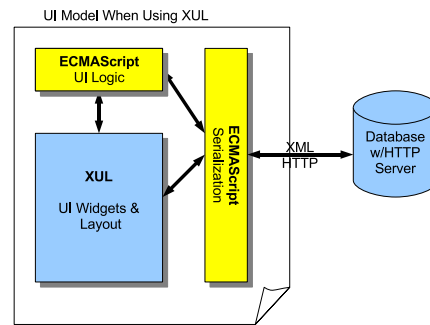 UI Model When Using XUL
ECMAScript
UI Logic
XUL
UI Widgets &
Layout
ECMAScript
Serialization
XML
HTTP
Database
w/HTTP
Server